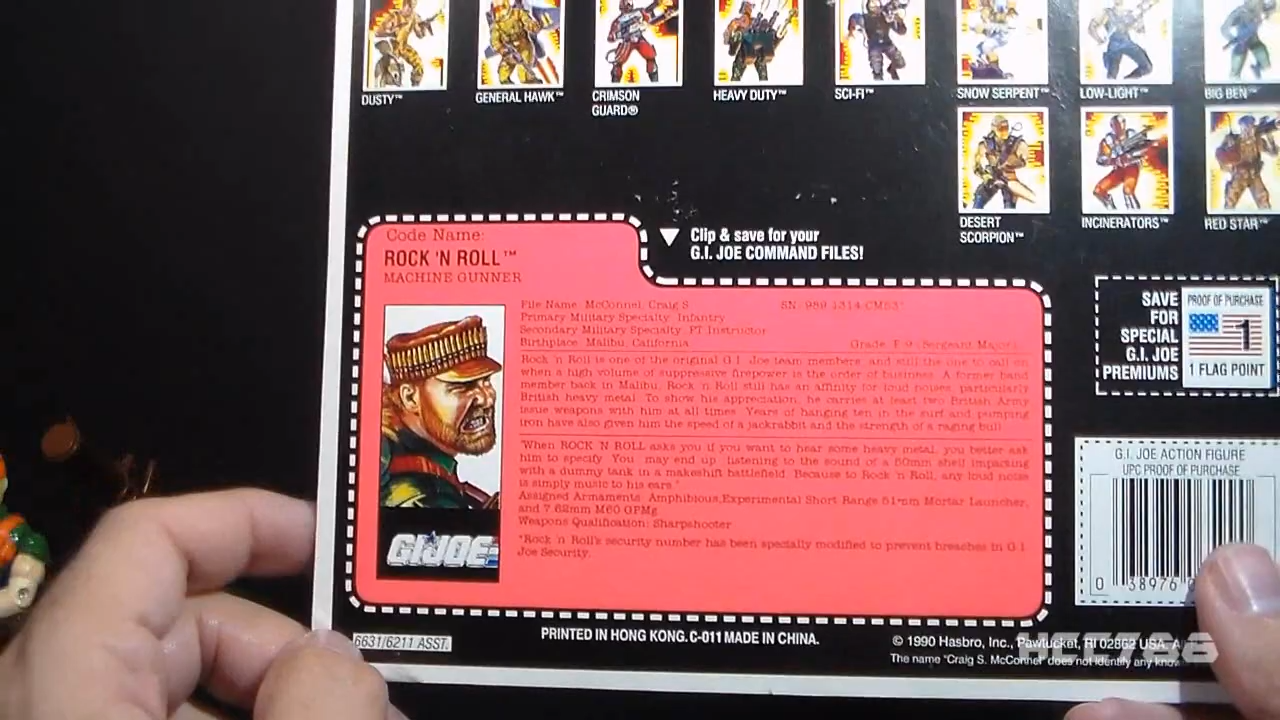 DUSTY™
GENERAL HAWK™
CRIMSON
GUARD®
HEAVY DUTY™
SCI-FI™
SNOW SERPENT™
LOW-LIGHT™
BIG BEN™
DESERT
SCORPION™
INCINERATORS™
RED STAR™
Clip & save for your
G.I. JOE COMMAND FILES!
Code Name:
ROCK 'N ROLL™
MACHINE GUNNER
File Name: McConnel, Craig S.
SN: 989 1314 CM53*
Primary Military Specialty: Infantry
Secondary Military Specialty: PT Instructor
Birthplace: Malibu, California
Grade: E-9 (Sergeant Major)
Rock 'n Roll is one of the original G.I. Joe team members, and still the one to call on
when a high volume of suppressive firepower is the order of business. A former band
member back in Malibu, Rock 'n Roll still has an affinity for loud noises, particularly
British heavy metal. To show his appreciation, he carries at least two British Army
issue weapons with him at all times. Years of hanging ten in the surf and pumping
iron have also given him the speed of a jackrabbit and the strength of a raging bull.
"When ROCK 'N ROLL asks you if you want to hear some heavy metal, you better ask
him to specify. You may end up listening to the sound of a 50mm shell impacting
with a dummy tank in a makeshift battlefield. Because to Rock 'n Roll, any loud noise
is simply music to his ears."
Assigned Armaments: Amphibious,Experimental Short Range 51-nm Mortar Launcher,
and 7.62mm M60 GPMg
Weapons Qualification: Sharpshooter
*Rock 'n Roll's security number has been specially modified to prevent breaches in G.I.
Joe Security.
GI JOE
SAVE
FOR
SPECIAL
G.I. JOE
PREMIUMS
PROOF OF PURCHASE
1
1 FLAG POINT
G.I. JOE ACTION FIGURE
UPC PROOF OF PURCHASE
0 38976
6631/6211 ASST.
PRINTED IN HONG KONG. C-011 MADE IN CHINA.
© 1990 Hasbro, Inc., Pawtucket, RI 02862 USA.
The name "Craig S. McConnel" does not identify any
HCC788